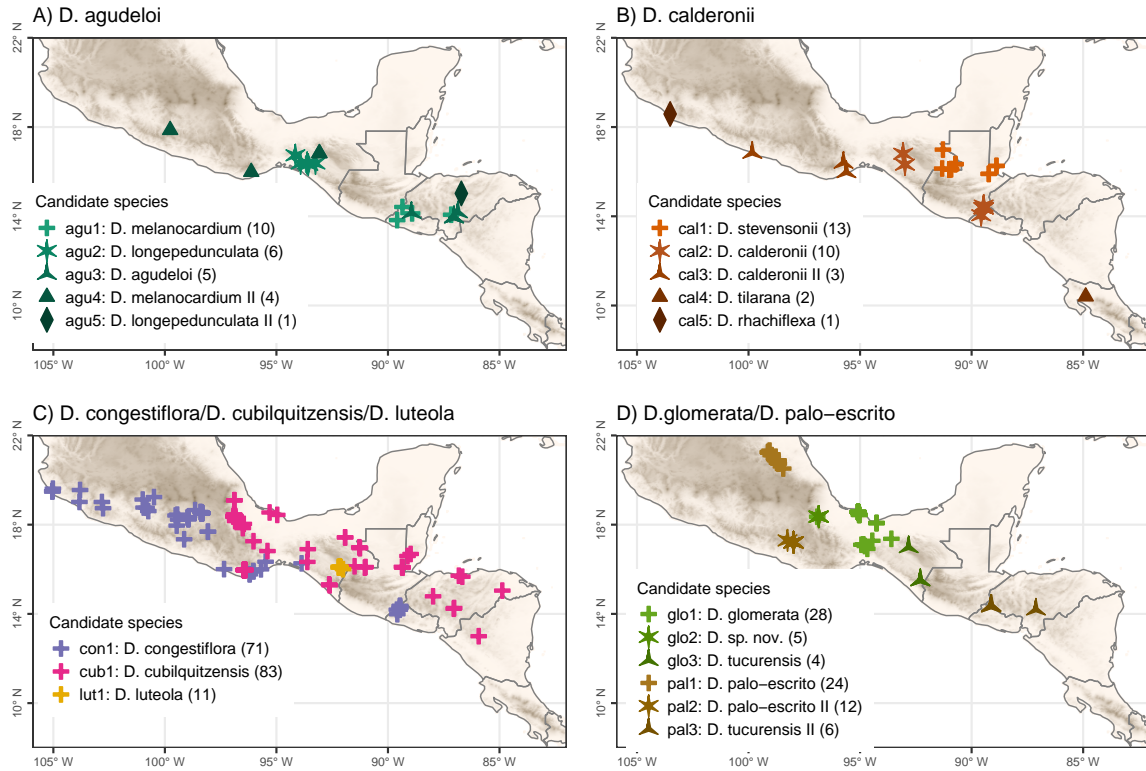 A) D. agudeloi
22° N
18° N
14° N
10° N
Candidate species
agu1: D. melanocardium (10)
agu2: D. longepedunculata (6)
agu3: D. agudeloi (5)
agu4: D. melanocardium II (4)
agu5: D. longepedunculata II (1)
105° W
100° W
95° W
90° W
85° W
B) D. calderonii
22° N
18° N
14° N
10° N
Candidate species
cal1: D. stevensonii (13)
cal2: D. calderonii (10)
cal3: D. calderonii II (3)
cal4: D. tilarana (2)
cal5: D. rhachiflexa (1)
105° W
100° W
95° W
90° W
85° W
C) D. congestiflora/D. cubilquitzensis/D. luteola
22° N
18° N
14° N
10° N
Candidate species
con1: D. congestiflora (71)
cub1: D. cubilquitzensis (83)
lut1: D. luteola (11)
105° W
100° W
95° W
90° W
85° W
D) D.glomerata/D. palo−escrito
22° N
18° N
14° N
10° N
Candidate species
glo1: D. glomerata (28)
glo2: D. sp. nov. (5)
glo3: D. tucurensis (4)
pal1: D. palo−escrito (24)
pal2: D. palo−escrito II (12)
pal3: D. tucurensis II (6)
105° W
100° W
95° W
90° W
85° W